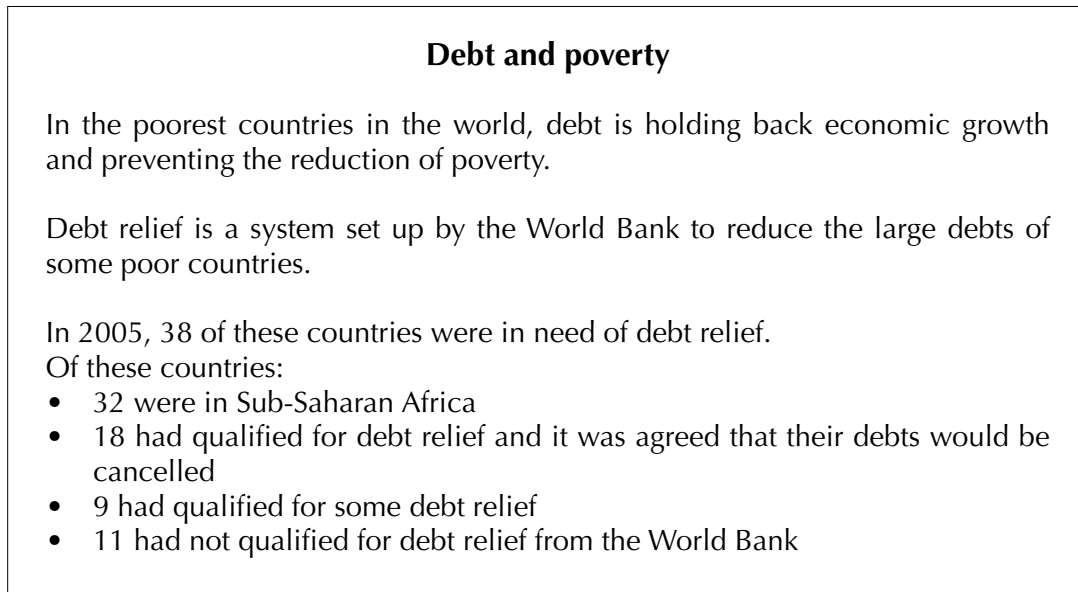 Debt and poverty
In the poorest countries in the world, debt is holding back economic growth
and preventing the reduction of poverty.
Debt relief is a system set up by the World Bank to reduce the large debts of
some poor countries.
In 2005, 38 of these countries were in need of debt relief.
Of these countries:
• 32 were in Sub-Saharan Africa
• 18 had qualified for debt relief and it was agreed that their debts would be
cancelled
• 9 had qualified for some debt relief
• 11 had not qualified for debt relief from the World Bank